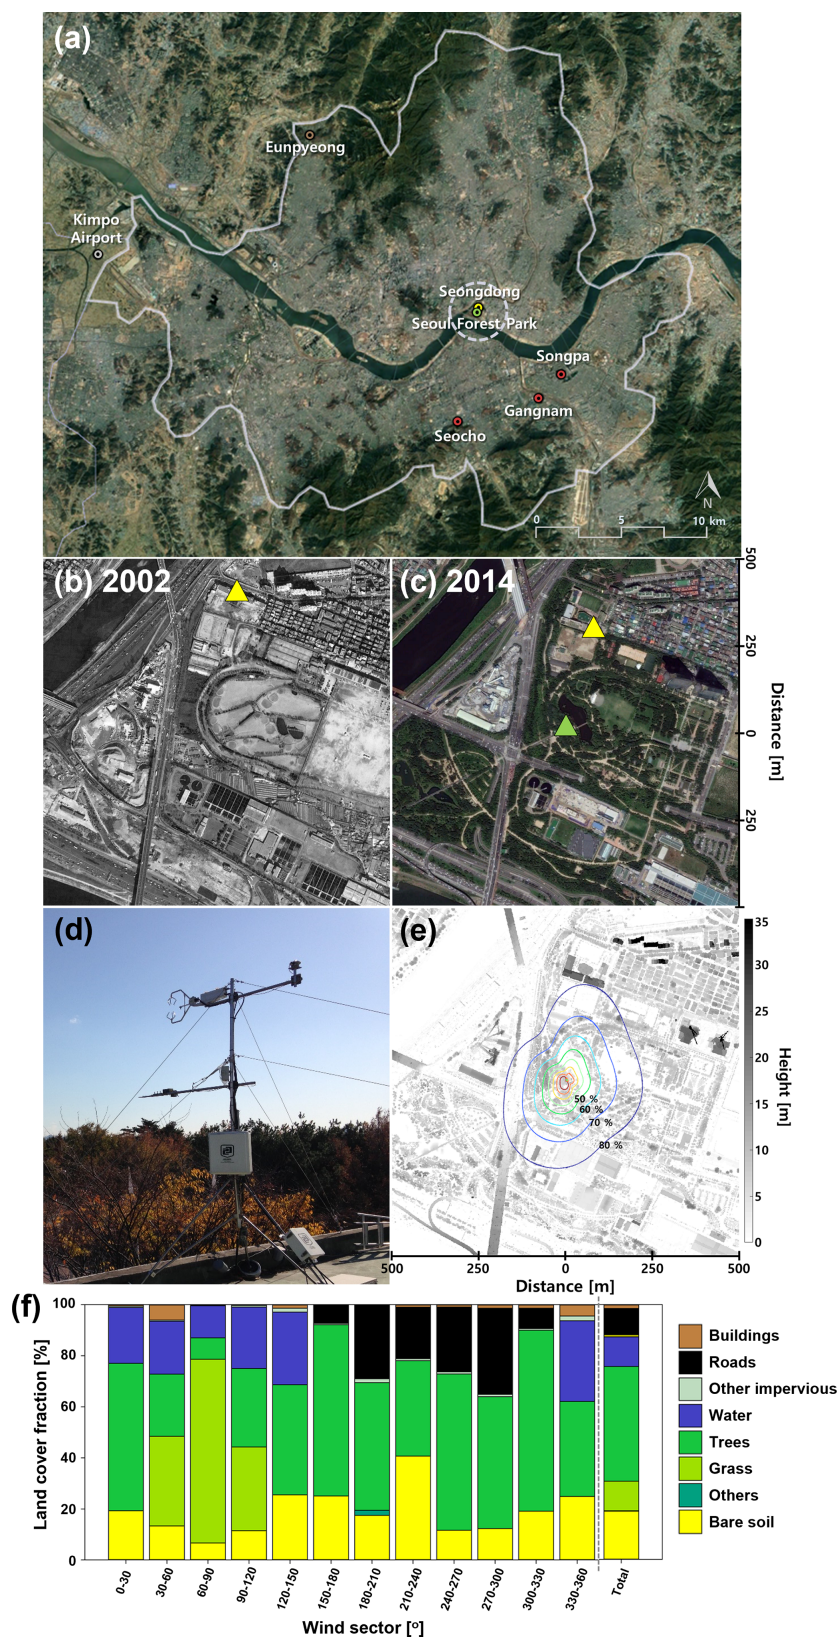 (a)
Eunpyeong
Kimpo
Airport
Seongdong
Seoul Forest Park
Songpa
Gangnam
Seocho
N
0 5 10 km
(b) 2002
(c) 2014
500
250
0
250
Distance [m]
(d)
(e)
35
30
25
20
15
10
5
0
Height [m]
50 %
60 %
70 %
80 %
500 250 0 250 500
Distance [m]
(f)
100
80
60
40
20
0
Land cover fraction [%]
0-30
30-60
60-90
90-120
120-150
150-180
180-210
210-240
240-270
270-300
300-330
330-360
Total
Wind sector [°]
Buildings
Roads
Other impervious
Water
Trees
Grass
Others
Bare soil